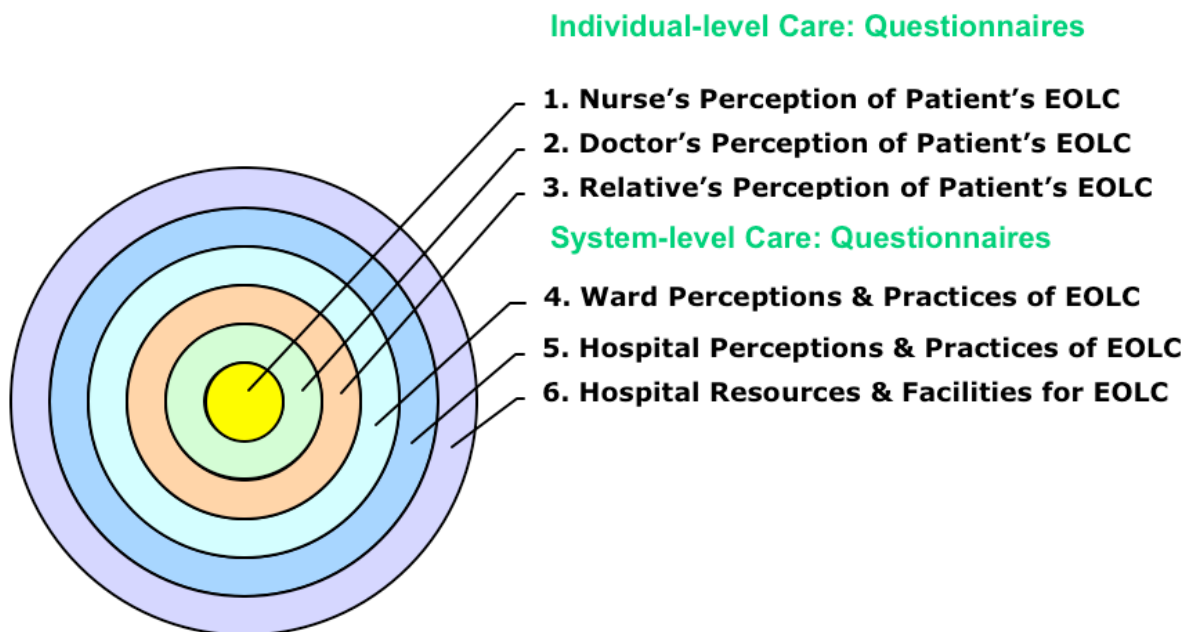 Individual-level Care: Questionnaires
1. Nurse’s Perception of Patient’s EOLC
2. Doctor’s Perception of Patient’s EOLC
3. Relative’s Perception of Patient’s EOLC
System-level Care: Questionnaires
4. Ward Perceptions & Practices of EOLC
5. Hospital Perceptions & Practices of EOLC
6. Hospital Resources & Facilities for EOLC